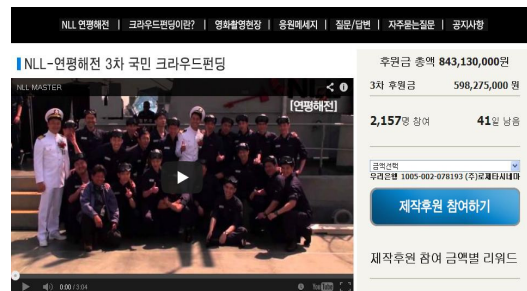 NLL 연평해전 | 크라우드펀딩이란? | 영화촬영현장 | 응원메세지 | 질문/답변 | 자주묻는질문 | 공지사항
NLL-연평해전 3차 국민 크라우드펀딩
NLL MASTER
[연평해전]
0:00 / 3:04
YouTube
후원금 총액 843,130,000원
3차 후원금 598,275,000 원
2,157명 참여 41일 남음
금액선택
우리은행 1005-002-078193 (주)로제타시네마
제작후원 참여하기
제작후원 참여 금액별 리워드